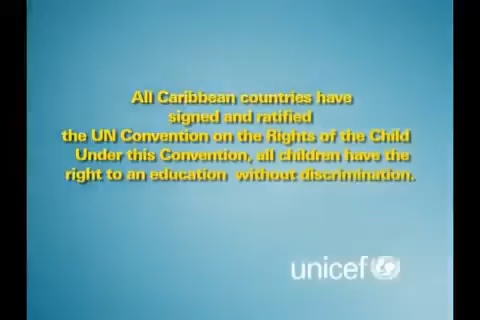 All Caribbean countries have
signed and ratified
the UN Convention on the Rights of the Child
Under this Convention, all children have the
right to an education without discrimination.
unicef